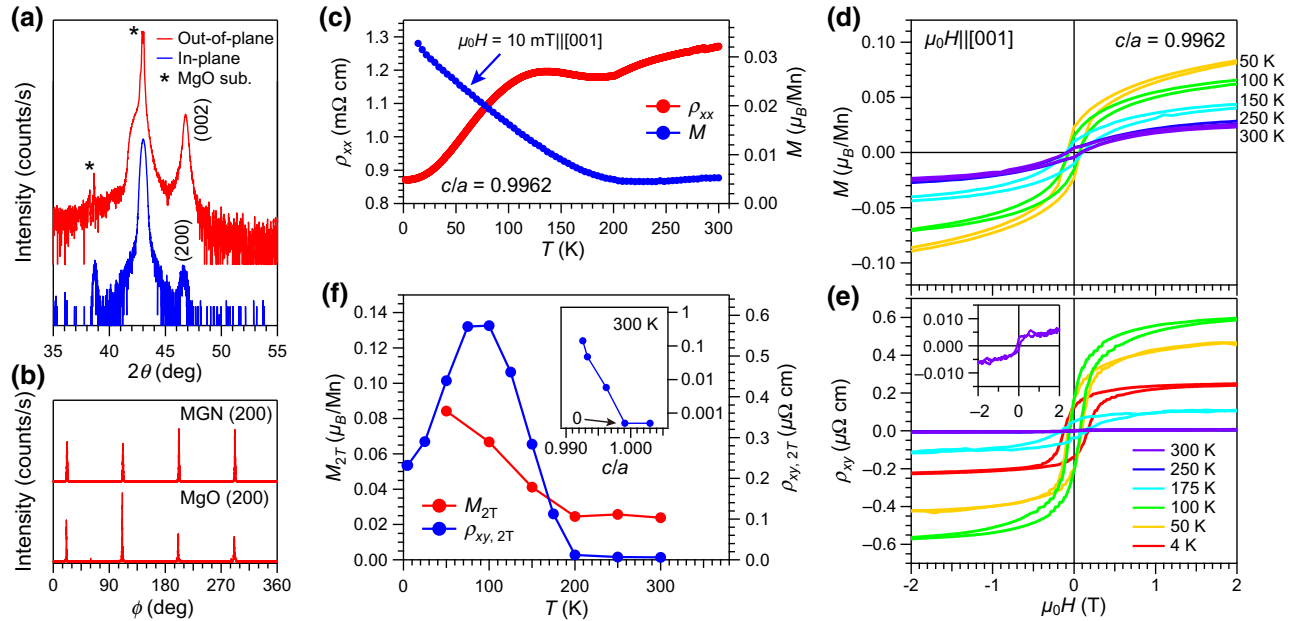 (a)
Out-of-plane
In-plane
* MgO sub.
*
*
(002)
(200)
Intensity (counts/s)
35 40 45 50 55
2θ (deg)
(b)
MGN (200)
MgO (200)
Intensity (counts/s)
0 90 180 270 360
ϕ (deg)
(c)
μ0H = 10 mT||[001]
ρxx
M
c/a = 0.9962
1.3
1.2
1.1
1.0
0.9
0.8
ρxx (mΩ cm)
0.03
0.02
0.01
0.00
M (μB/Mn)
0 50 100 150 200 250 300
T (K)
(f)
0.14
0.12
0.10
0.08
0.06
0.04
0.02
0.00
M2T (μB/Mn)
M2T
ρxy, 2T
300 K
1
0.1
0.01
0.001
0
0.990 1.000
c/a
0.6
0.5
0.4
0.3
0.2
0.1
0.0
ρxy, 2T (μΩ cm)
0 50 100 150 200 250 300
T (K)
(d)
μ0H||[001]
c/a = 0.9962
0.10
0.05
0.00
−0.05
−0.10
M (μB/Mn)
50 K
100 K
150 K
250 K
300 K
(e)
0.010
0.000
−0.010
−2 0 2
0.6
0.4
0.2
0.0
−0.2
−0.4
−0.6
ρxy (μΩ cm)
300 K
250 K
175 K
100 K
50 K
4 K
−2 −1 0 1 2
μ0H (T)